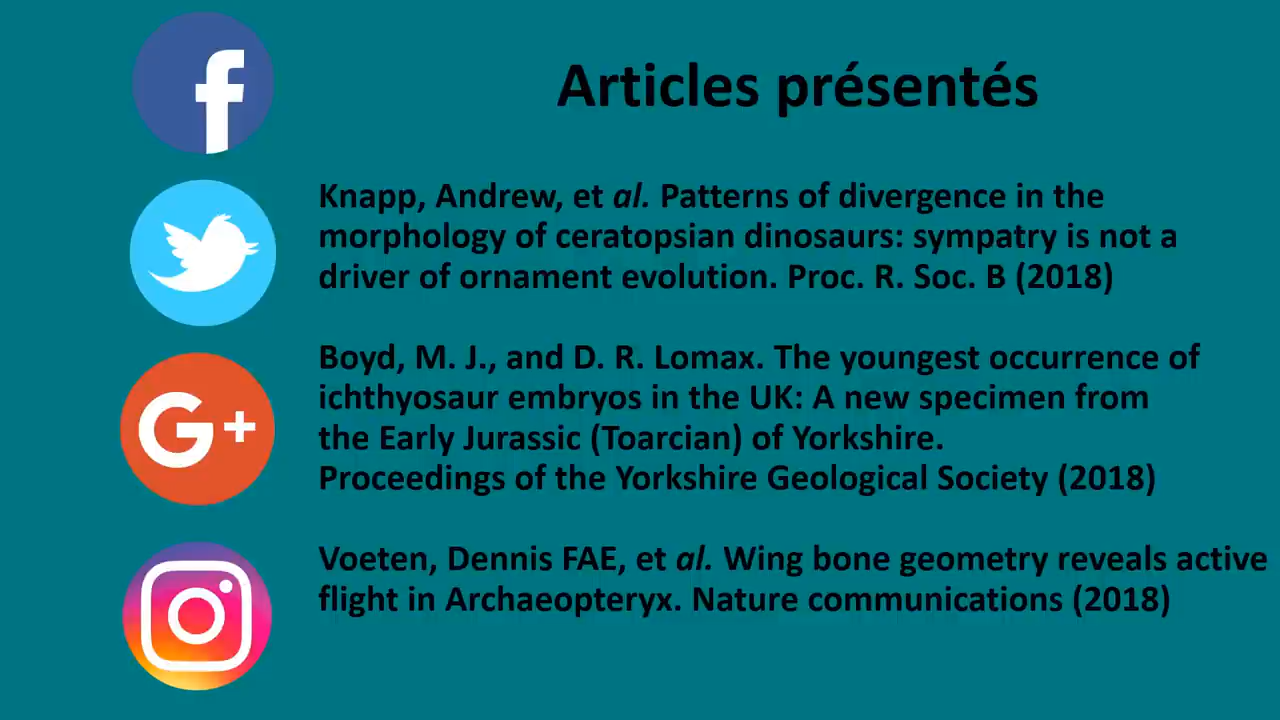 Articles présentés
Knapp, Andrew, et al. Patterns of divergence in the
morphology of ceratopsian dinosaurs: sympatry is not a
driver of ornament evolution. Proc. R. Soc. B (2018)
Boyd, M. J., and D. R. Lomax. The youngest occurrence of
ichthyosaur embryos in the UK: A new specimen from
the Early Jurassic (Toarcian) of Yorkshire.
Proceedings of the Yorkshire Geological Society (2018)
Voeten, Dennis FAE, et al. Wing bone geometry reveals active
flight in Archaeopteryx. Nature communications (2018)
f
G+